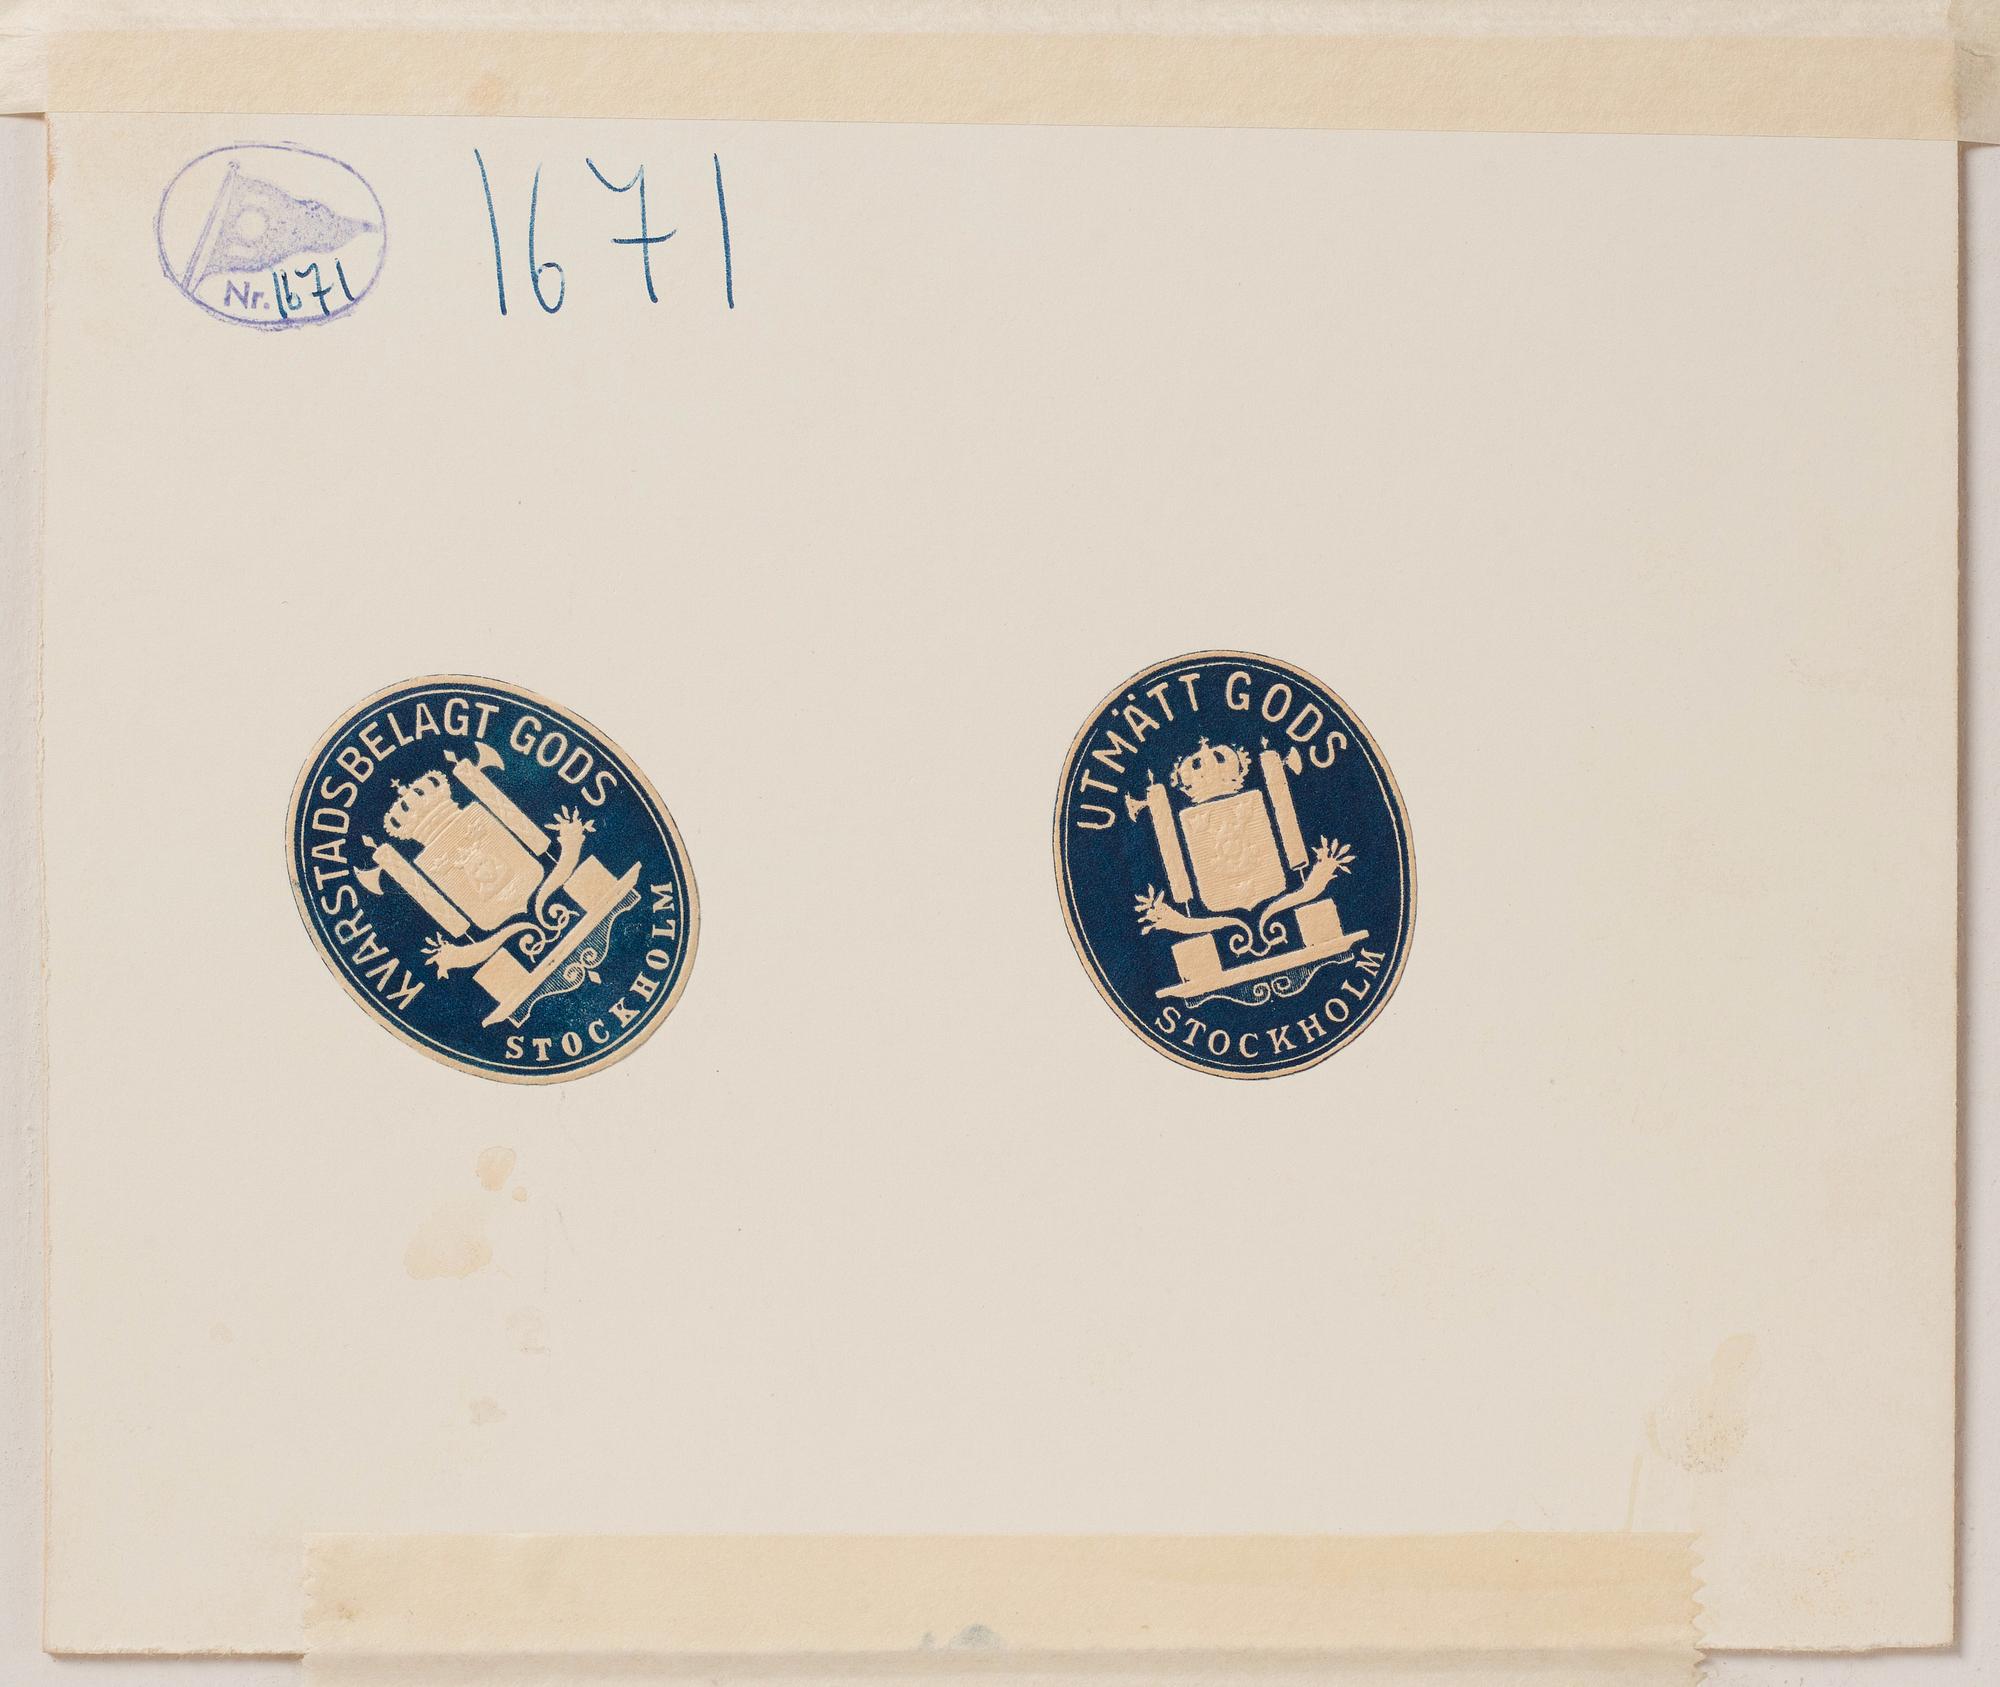 Nr. 1671
1671
KVARSTADSBELAGT GODS
STOCKHOLM
UTMÄTT GODS
STOCKHOLM